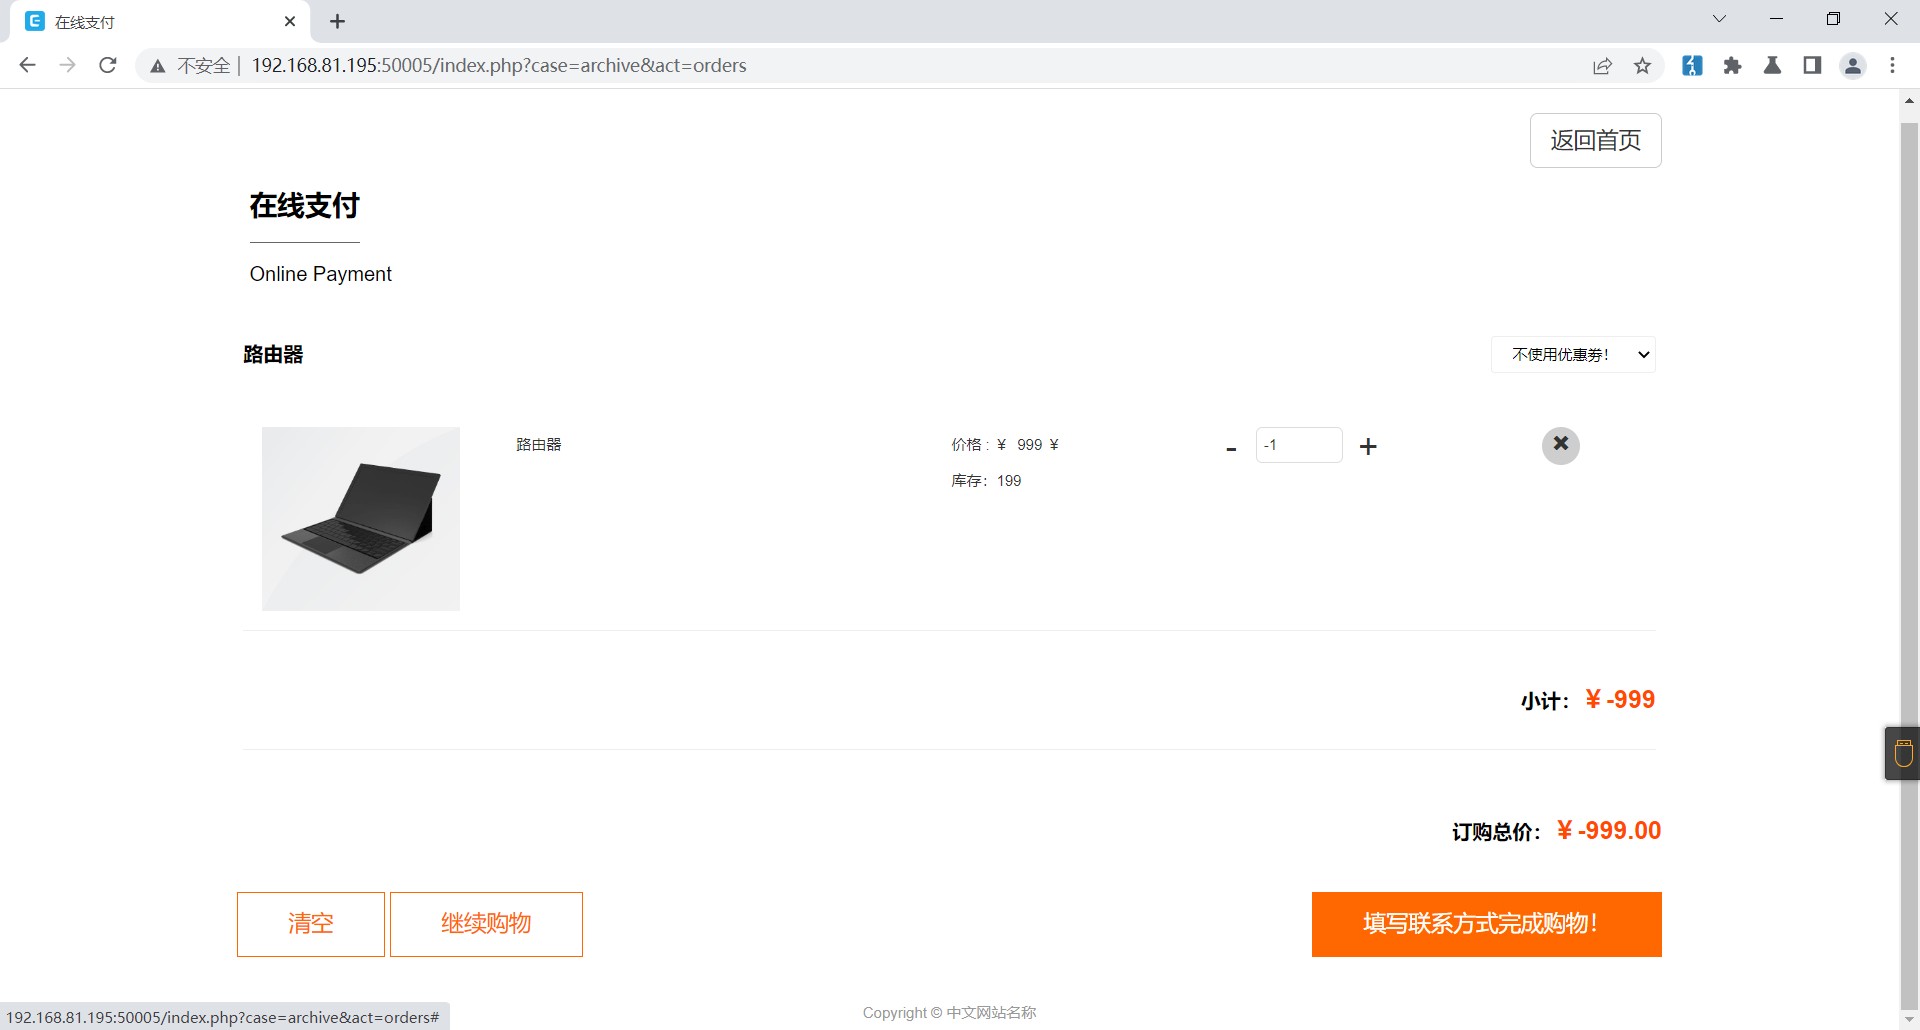 在线支付
不安全 | 192.168.81.195:50005/index.php?case=archive&act=orders
返回首页
在线支付
Online Payment
路由器
不使用优惠劵！
路由器
价格 : ¥ 999 ¥
- -1 +
库存：199
小计：¥ -999
订购总价：¥ -999.00
清空
继续购物
填写联系方式完成购物！
Copyright © 中文网站名称
192.168.81.195:50005/index.php?case=archive&act=orders#